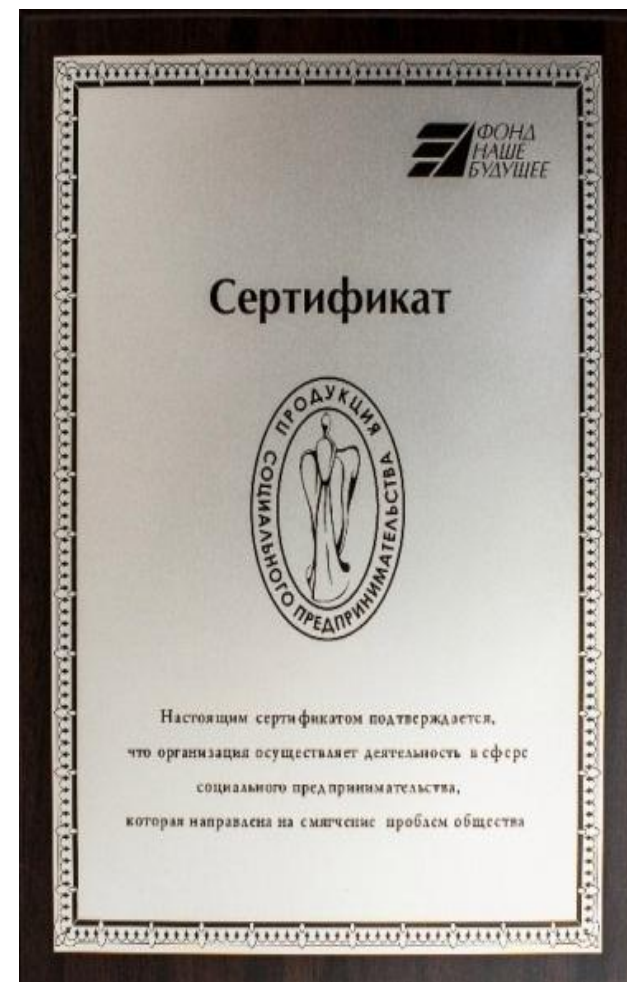 ФОНД
НАШЕ
БУДУЩЕЕ
Сертификат
ПРОДУКЦИЯ
СОЦИАЛЬНОГО ПРЕДПРИНИМАТЕЛЬСТВА
Настоящим сертификатом подтверждается,
что организация осуществляет деятельность в сфере
социального предпринимательства,
которая направлена на смягчение проблем общества